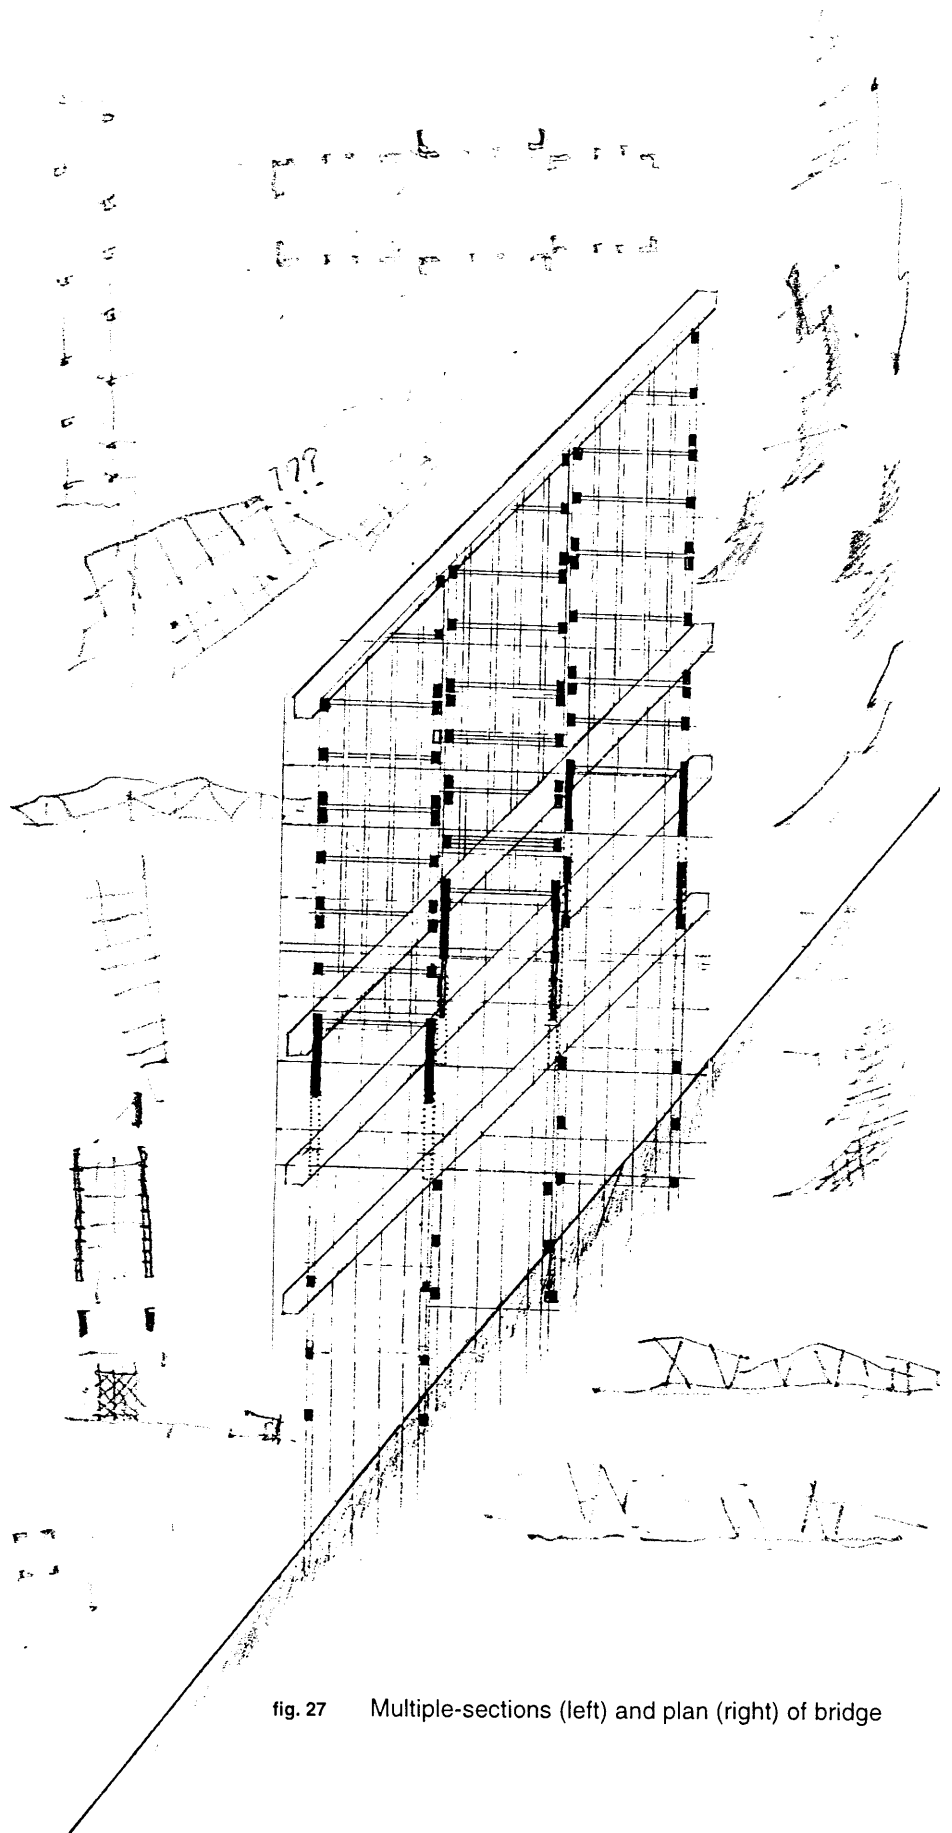 ???
fig. 27 Multiple-sections (left) and plan (right) of bridge